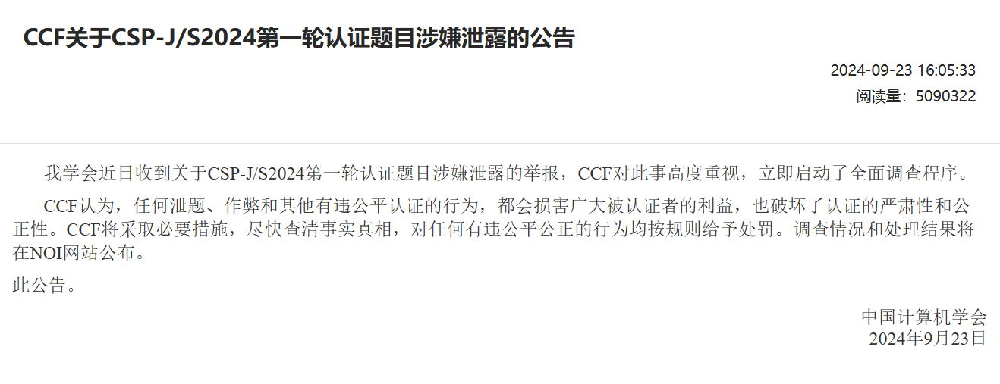 CCF关于CSP-J/S2024第一轮认证题目涉嫌泄露的公告
2024-09-23 16:05:33
阅读量：5090322
我学会近日收到关于CSP-J/S2024第一轮认证题目涉嫌泄露的举报，CCF对此事高度重视，立即启动了全面调查程序。
CCF认为，任何泄题、作弊和其他有违公平认证的行为，都会损害广大被认证者的利益，也破坏了认证的严肃性和公
正性。CCF将采取必要措施，尽快查清事实真相，对任何有违公平公正的行为均按规则给予处罚。调查情况和处理结果将
在NOI网站公布。
此公告。
中国计算机学会
2024年9月23日